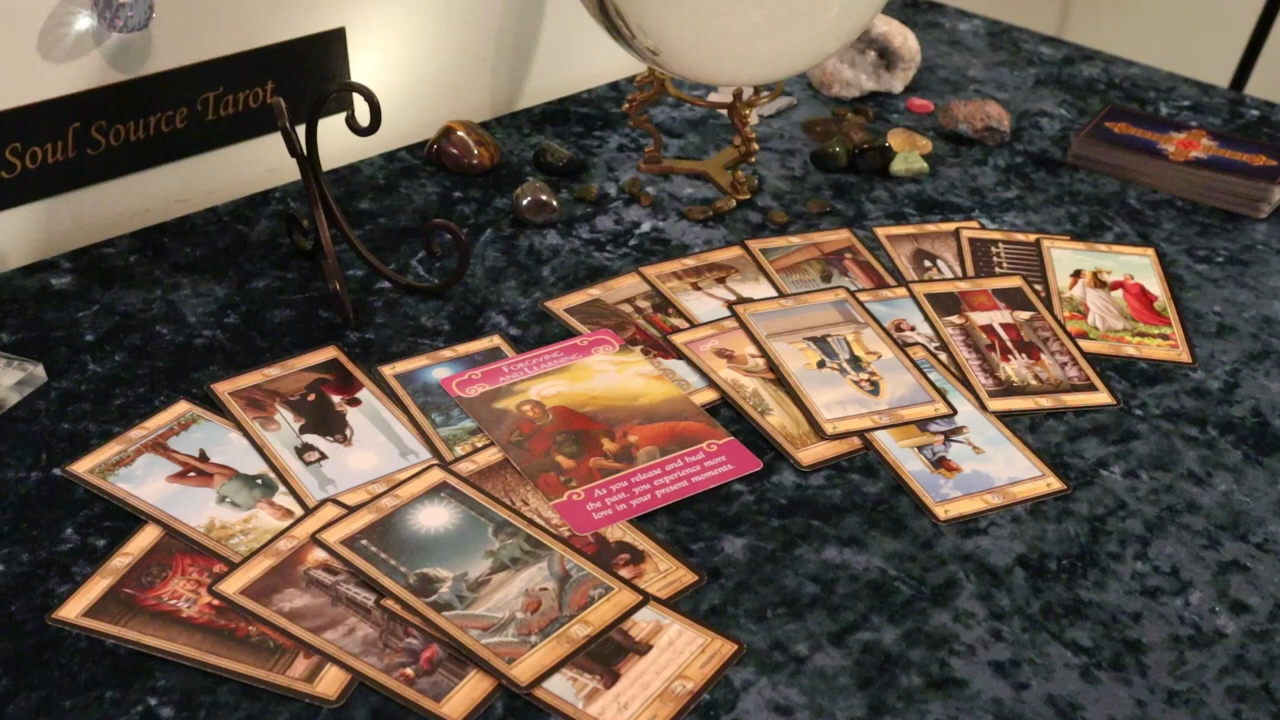 Soul Source Tarot
FORGIVING
AND LEARNING
As you release and heal
the past, you experience more
love in your present moments.